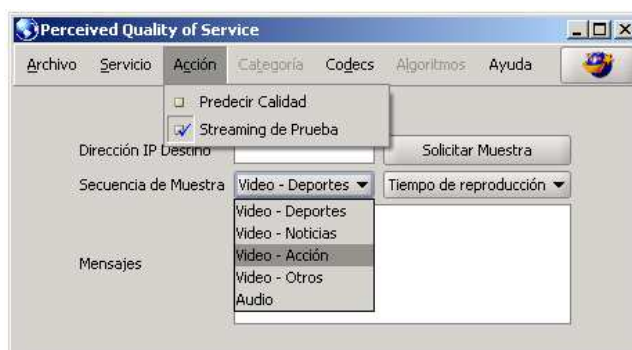 Perceived Quality of Service
Archivo Servicio Acción Categoría Codecs Algoritmos Ayuda
Predecir Calidad
Streaming de Prueba
Dirección IP Destino Solicitar Muestra
Secuencia de Muestra Video - Deportes Tiempo de reproducción
Video - Deportes
Video - Noticias
Video - Acción
Mensajes
Video - Otros
Audio